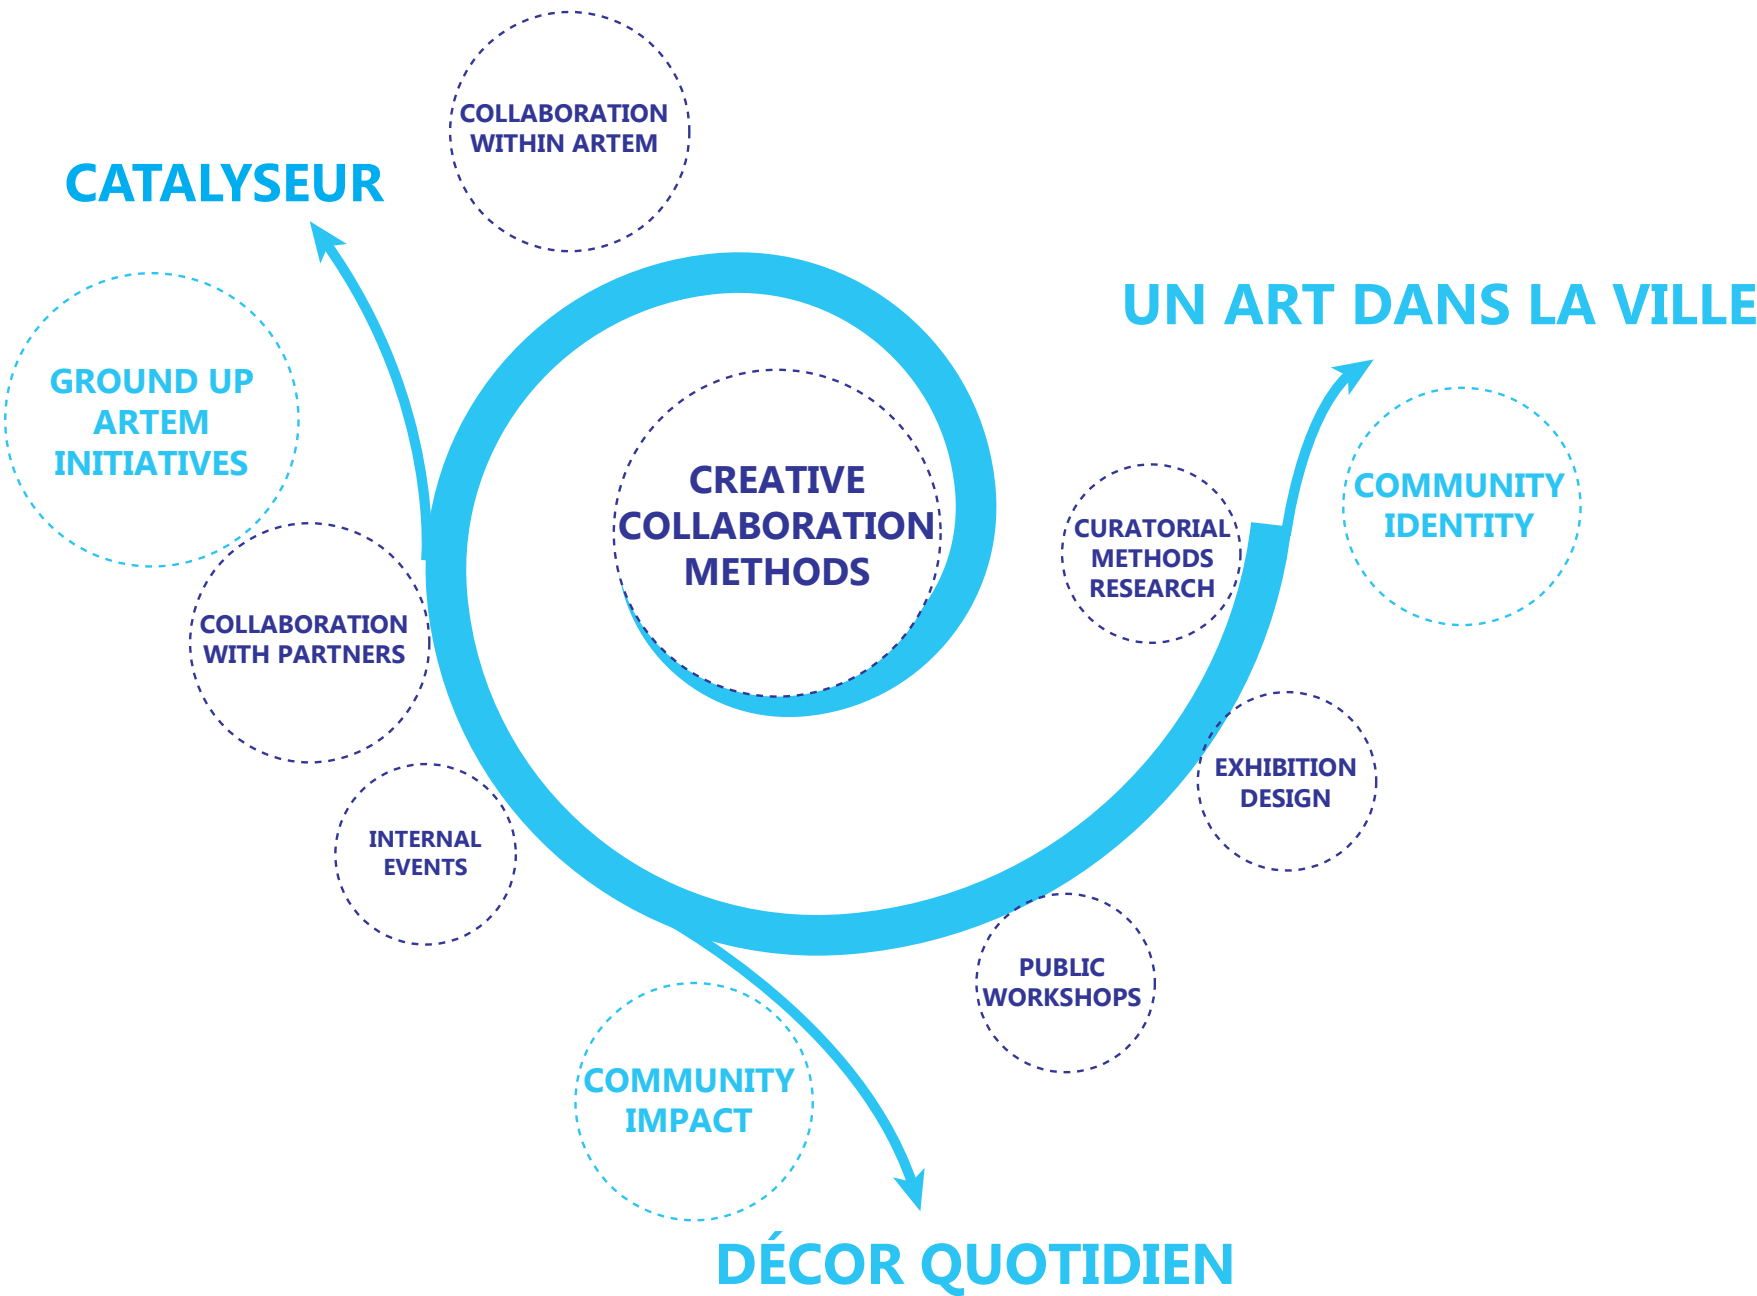 COLLABORATION
WITHIN ARTEM
CATALYSEUR
UN ART DANS LA VILLE
GROUND UP
ARTEM
INITIATIVES
CREATIVE
COLLABORATION
METHODS
CURATORIAL
METHODS
RESEARCH
COMMUNITY
IDENTITY
COLLABORATION
WITH PARTNERS
EXHIBITION
DESIGN
INTERNAL
EVENTS
PUBLIC
WORKSHOPS
COMMUNITY
IMPACT
DÉCOR QUOTIDIEN